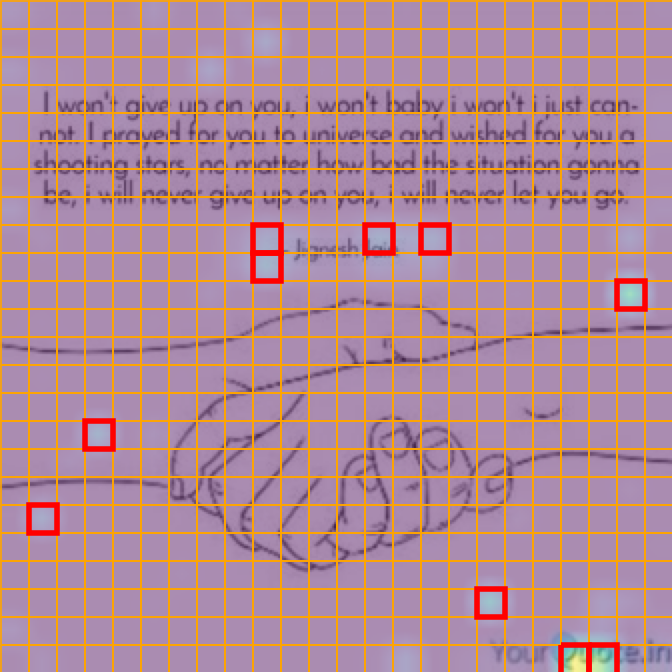 I won't give up on you, i won't baby i won't i just can-
not. I prayed for you to universe and wished for you a
shooting stars, no matter how bad the situation gonna
be, i will never give up on you, i will never let you go.
- Jignesh Jain
YourQuote.in